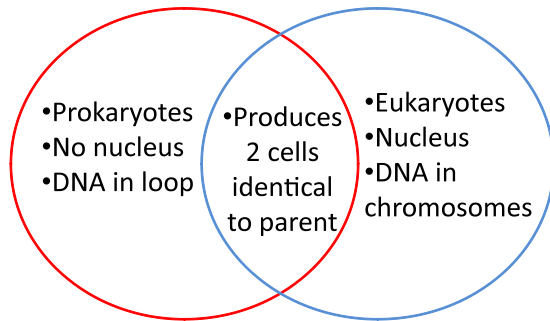 •Prokaryotes
•No nucleus
•DNA in loop
•Produces
2 cells
identical
to parent
•Eukaryotes
•Nucleus
•DNA in
chromosomes